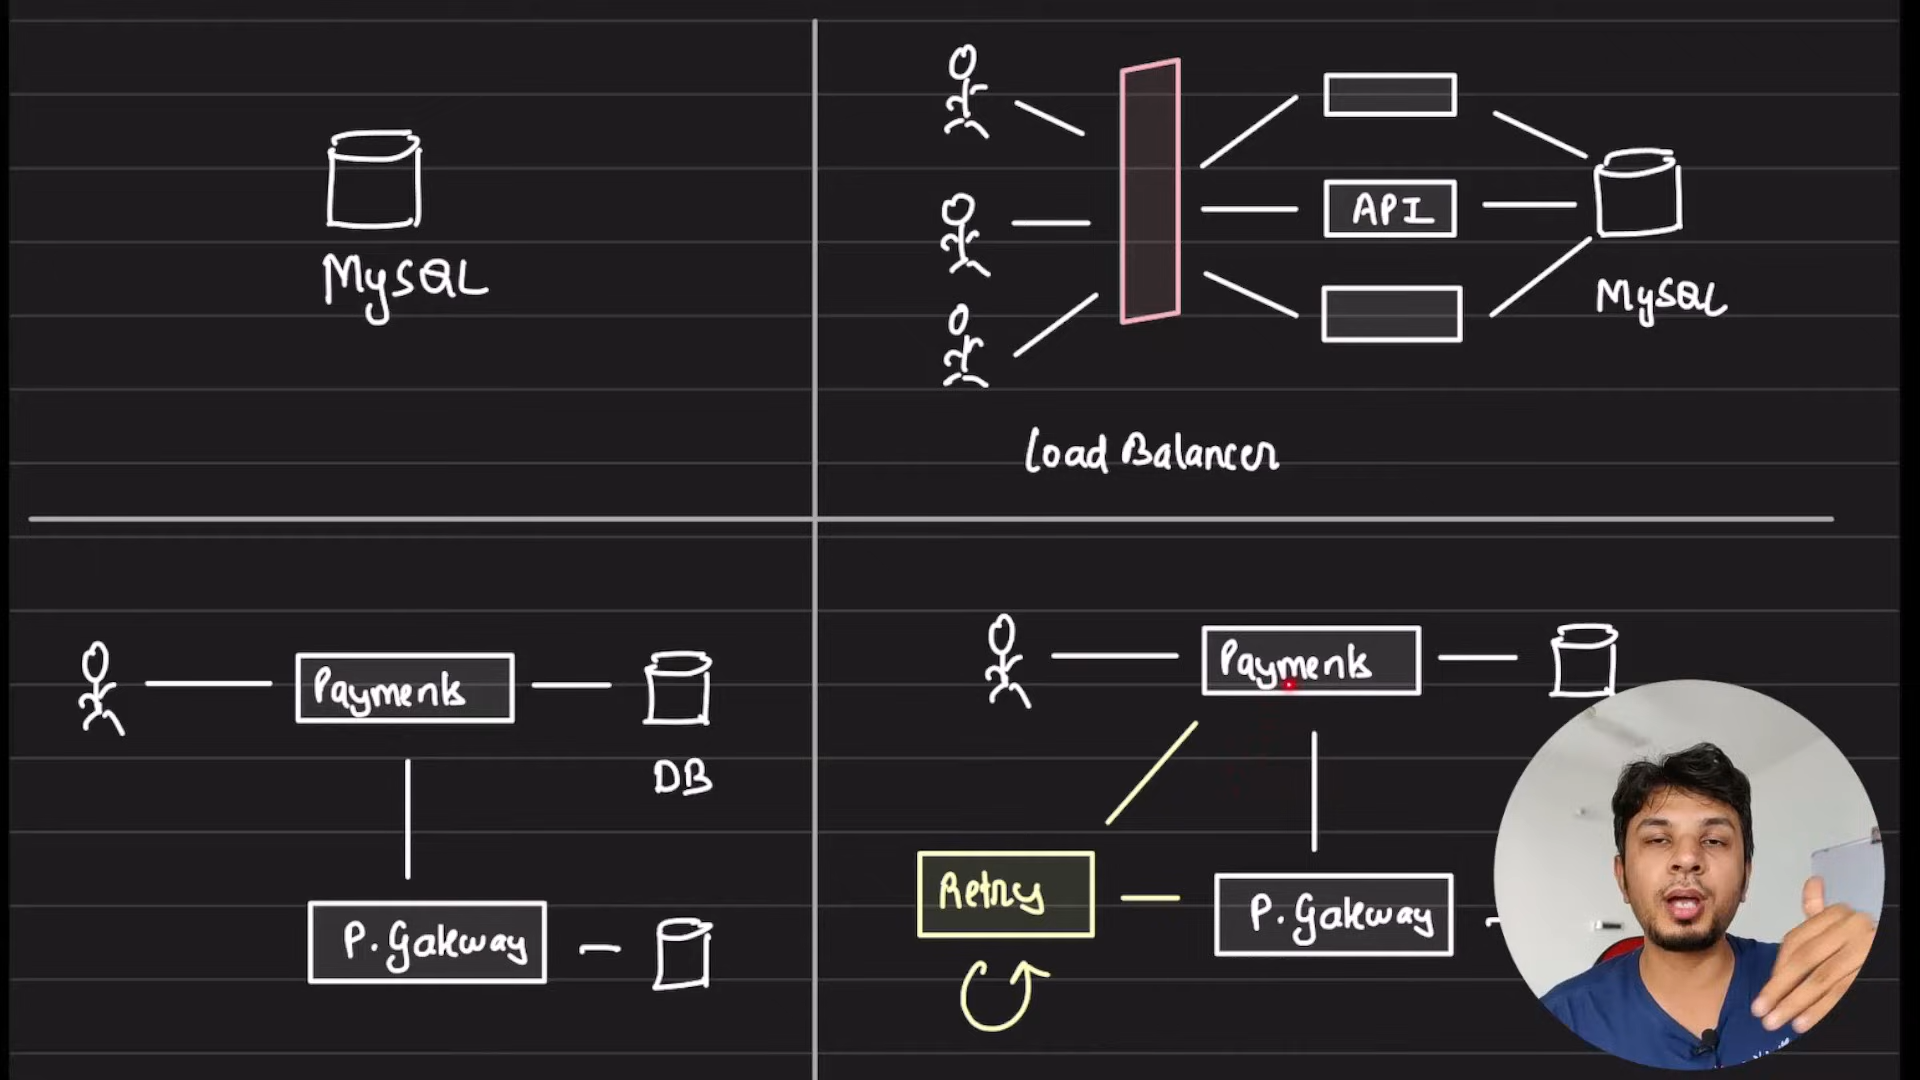 MySQL
API
MySQL
Load Balancer
Payments
DB
P. Gateway
Payments
Retry
P. Gateway